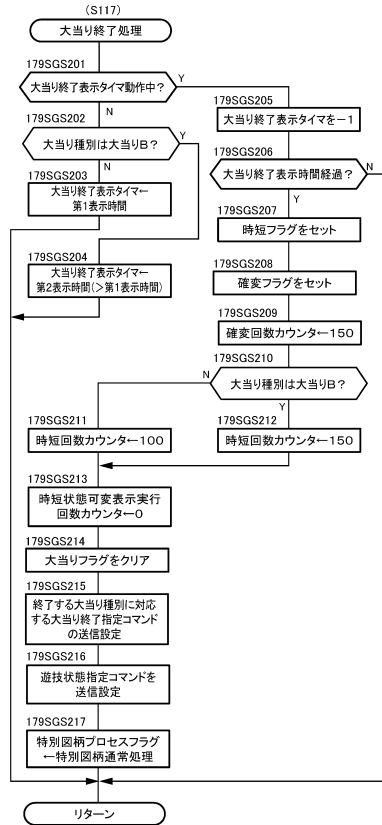 (S117)
大当り終了処理
179SGS201
大当り終了表示タイマ動作中？
Y
N
179SGS202
大当り種別は大当りB？
Y
N
179SGS203
大当り終了表示タイマ←
第1表示時間
179SGS204
大当り終了表示タイマ←
第2表示時間（＞第1表示時間）
179SGS205
大当り終了表示タイマを－1
179SGS206
大当り終了表示時間経過？
N
Y
179SGS207
時短フラグをセット
179SGS208
確変フラグをセット
179SGS209
確変回数カウンタ←150
179SGS210
大当り種別は大当りB？
N
Y
179SGS211
時短回数カウンタ←100
179SGS212
時短回数カウンタ←150
179SGS213
時短状態可変表示実行
回数カウンタ←0
179SGS214
大当りフラグをクリア
179SGS215
終了する大当り種別に対応
する大当り終了指定コマンド
の送信設定
179SGS216
遊技状態指定コマンドを
送信設定
179SGS217
特別図柄プロセスフラグ
←特別図柄通常処理
リターン